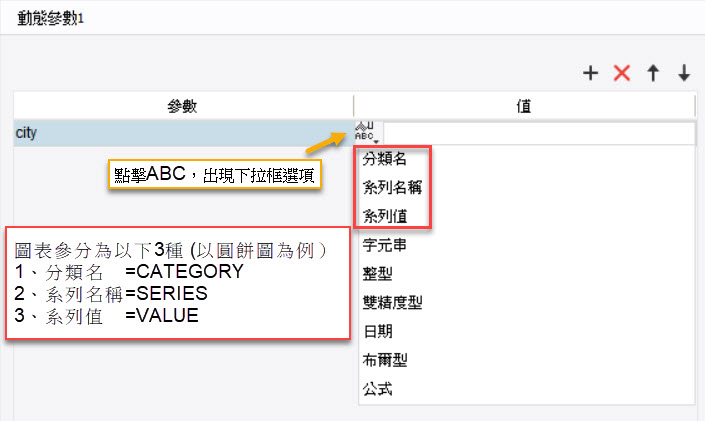 動態參數1
參數
值
city
ABC
點擊ABC，出現下拉框選項
分類名
系列名稱
系列值
字元串
整型
雙精度型
日期
布爾型
公式
圖表參分為以下3種 (以圓餅圖為例）
1、分類名 =CATEGORY
2、系列名稱=SERIES
3、系列值 =VALUE